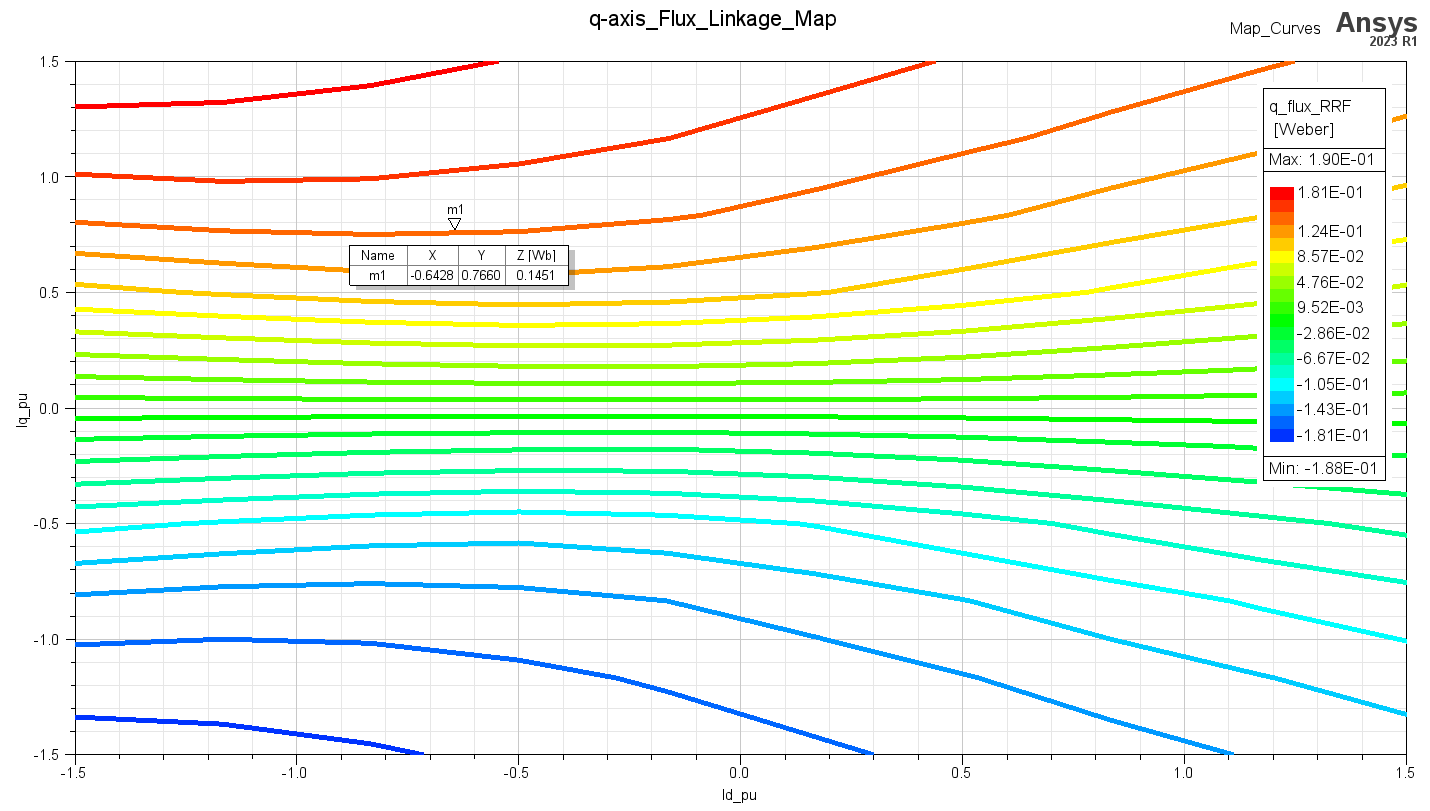 q-axis_Flux_Linkage_Map
Map_Curves
Ansys
2023 R1
1.5
1.0
0.5
0.0
-0.5
-1.0
-1.5
Iq_pu
m1
Name X Y Z [Wb]
m1 -0.6428 0.7660 0.1451
q_flux_RRF
[Weber]
Max: 1.90E-01
1.81E-01
1.24E-01
8.57E-02
4.76E-02
9.52E-03
-2.86E-02
-6.67E-02
-1.05E-01
-1.43E-01
-1.81E-01
Min: -1.88E-01
-1.5 -1.0 -0.5 0.0 0.5 1.0 1.5
Id_pu